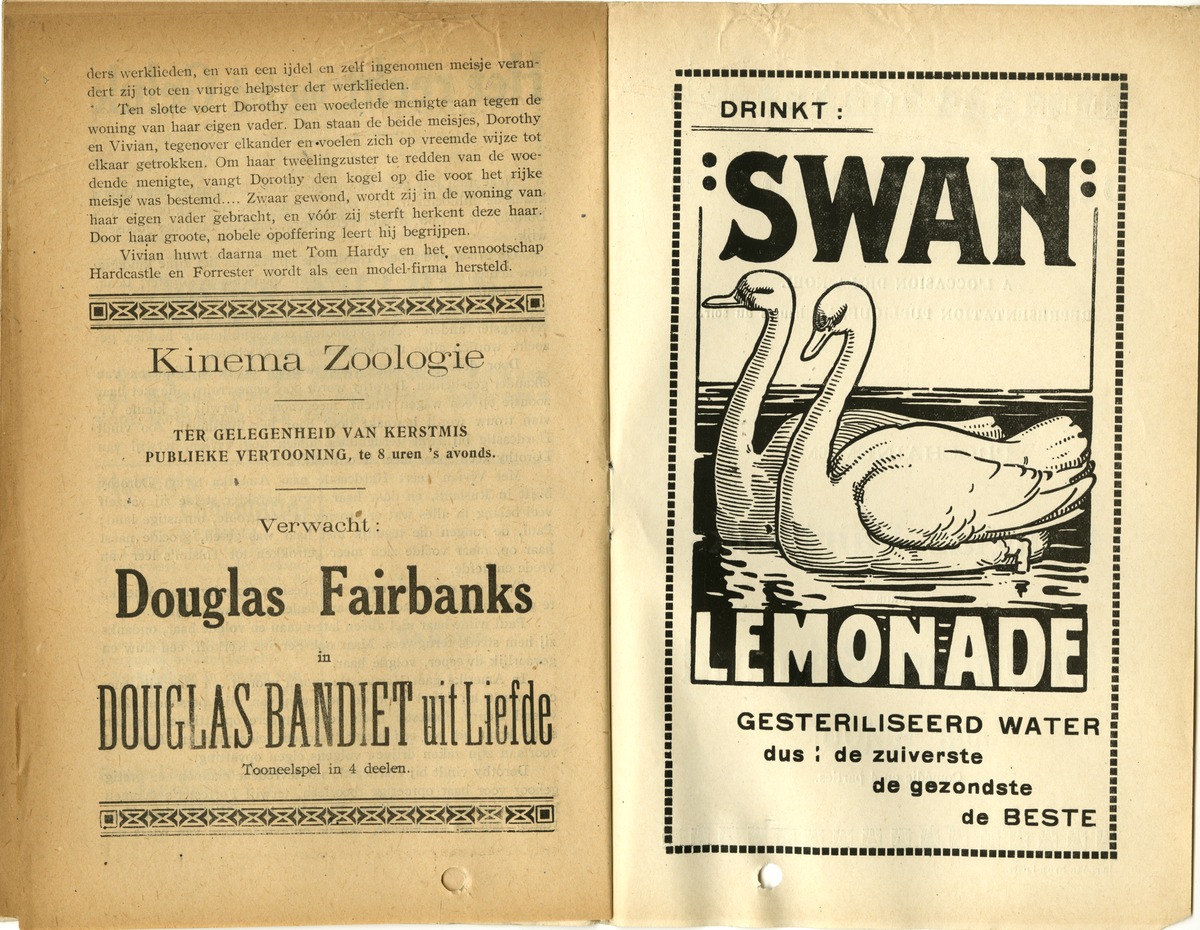 ders werklieden, en van een ijdel en zelf ingenomen meisje veran-
dert zij tot een vurige helpster der werklieden.
Ten slotte voert Dorothy een woedende menigte aan tegen de
woning van haar eigen vader. Dan staan de beide meisjes, Dorothy
en Vivian, tegenover elkander en voelen zich op vreemde wijze tot
elkaar getrokken. Om haar tweelingzuster te redden van de woe-
dende menigte, vangt Dorothy den kogel op die voor het rijke
meisje was bestemd.... Zwaar gewond, wordt zij in de woning van
haar eigen vader gebracht, en vóór zij sterft herkent deze haar.
Door haar groote, nobele opoffering leert hij begrijpen.
Vivian huwt daarna met Tom Hardy en het vennootschap
Hardcastle en Forrester wordt als een model-firma hersteld.
Kinema Zoologie
TER GELEGENHEID VAN KERSTMIS
PUBLIEKE VERTOONING, te 8 uren 's avonds.
Verwacht :
Douglas Fairbanks
in
DOUGLAS BANDIET uit Liefde
Tooneelspel in 4 deelen.
DRINKT :
:SWAN:
LEMONADE
GESTERILISEERD WATER
dus : de zuiverste
de gezondste
de BESTE